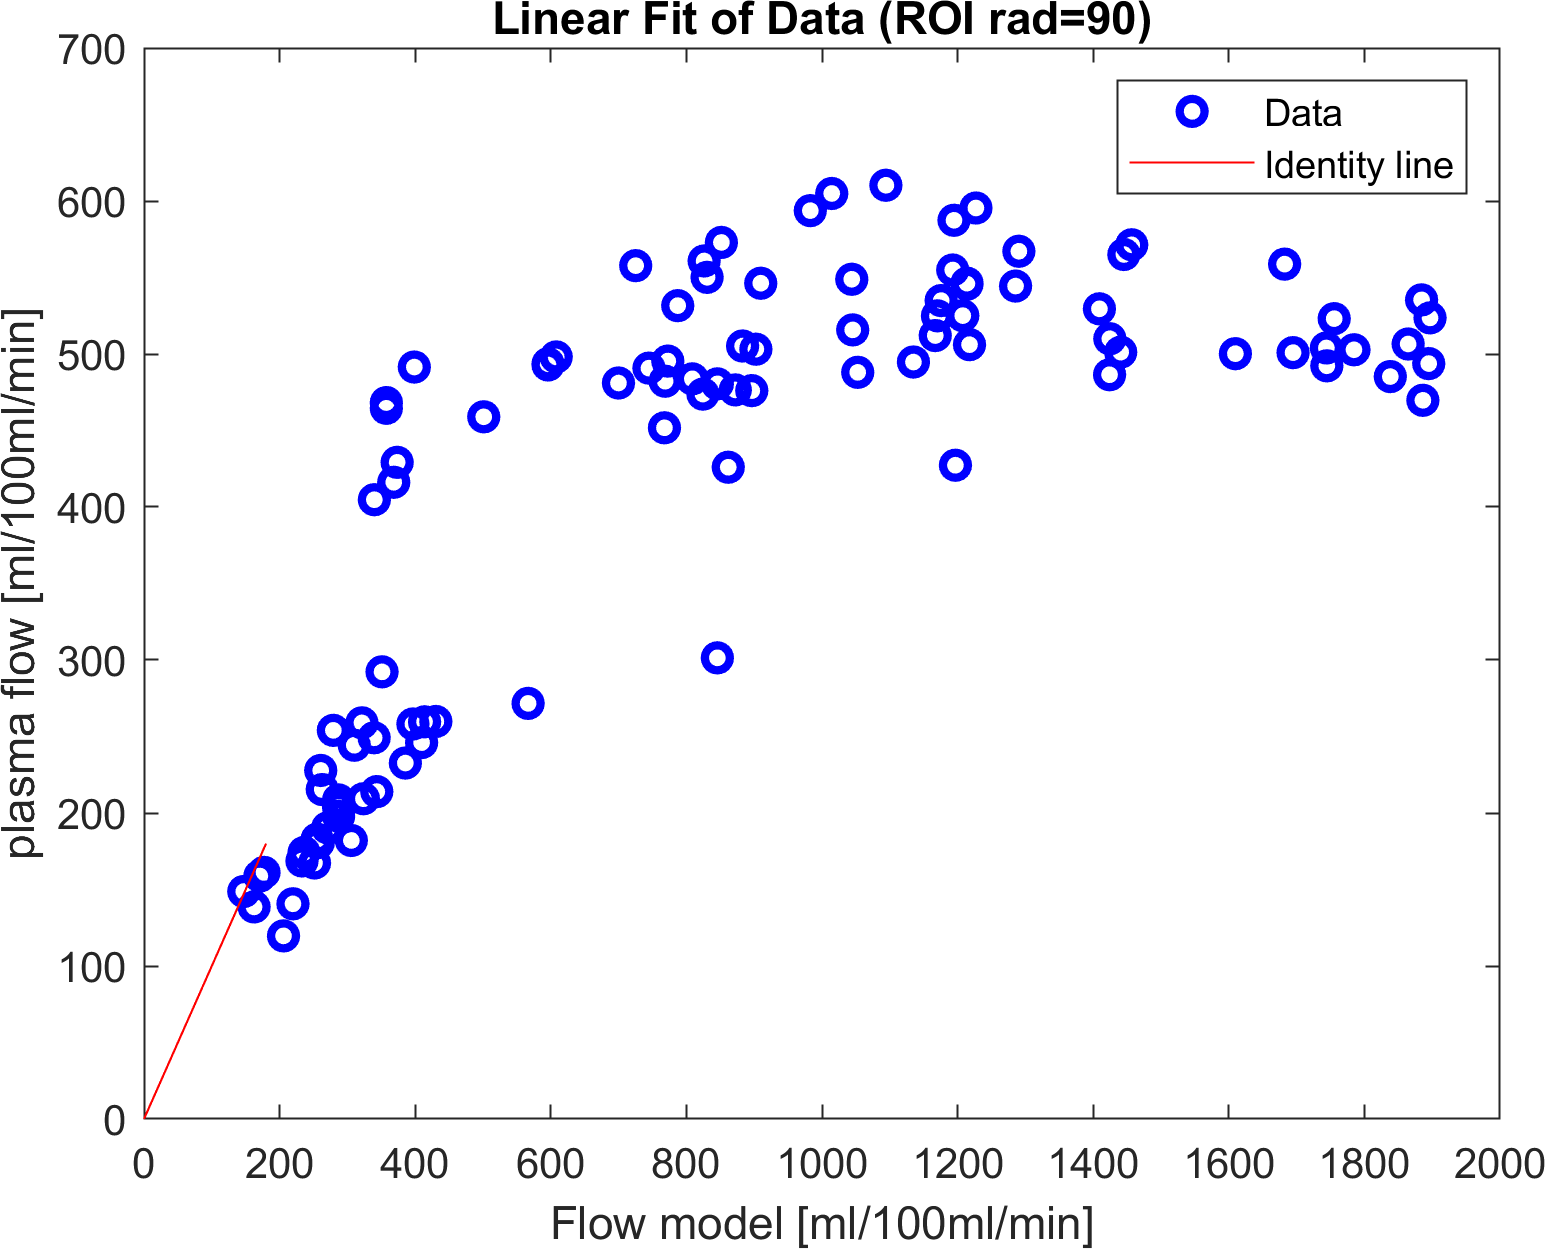 Linear Fit of Data (ROI rad=90)
700
600
500
400
300
200
100
0
plasma flow [ml/100ml/min]
Data
Identity line
0 200 400 600 800 1000 1200 1400 1600 1800 2000
Flow model [ml/100ml/min]